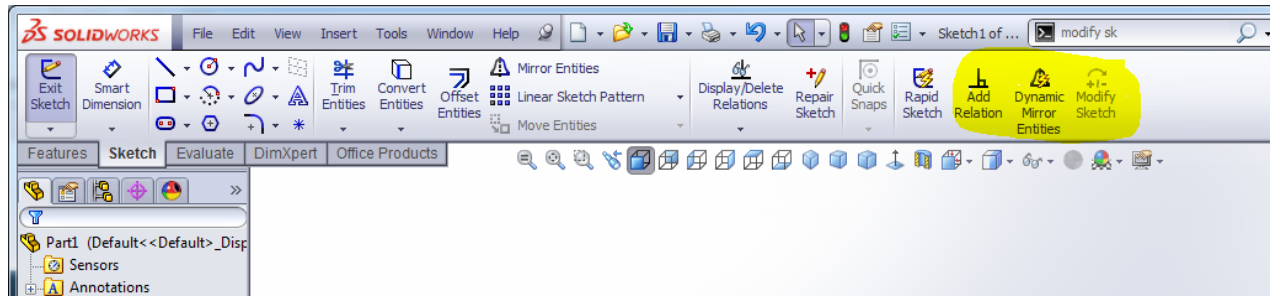 SOLIDWORKS File Edit View Insert Tools Window Help Sketch1 of ... modify sk
Exit Sketch
Smart Dimension
Trim Entities
Convert Entities
Offset Entities
Mirror Entities
Linear Sketch Pattern
Move Entities
Display/Delete Relations
Repair Sketch
Quick Snaps
Rapid Sketch
Add Relation
Dynamic Mirror Entities
Modify Sketch
Features Sketch Evaluate DimXpert Office Products
Part1 (Default<<Default>_Disp
Sensors
Annotations